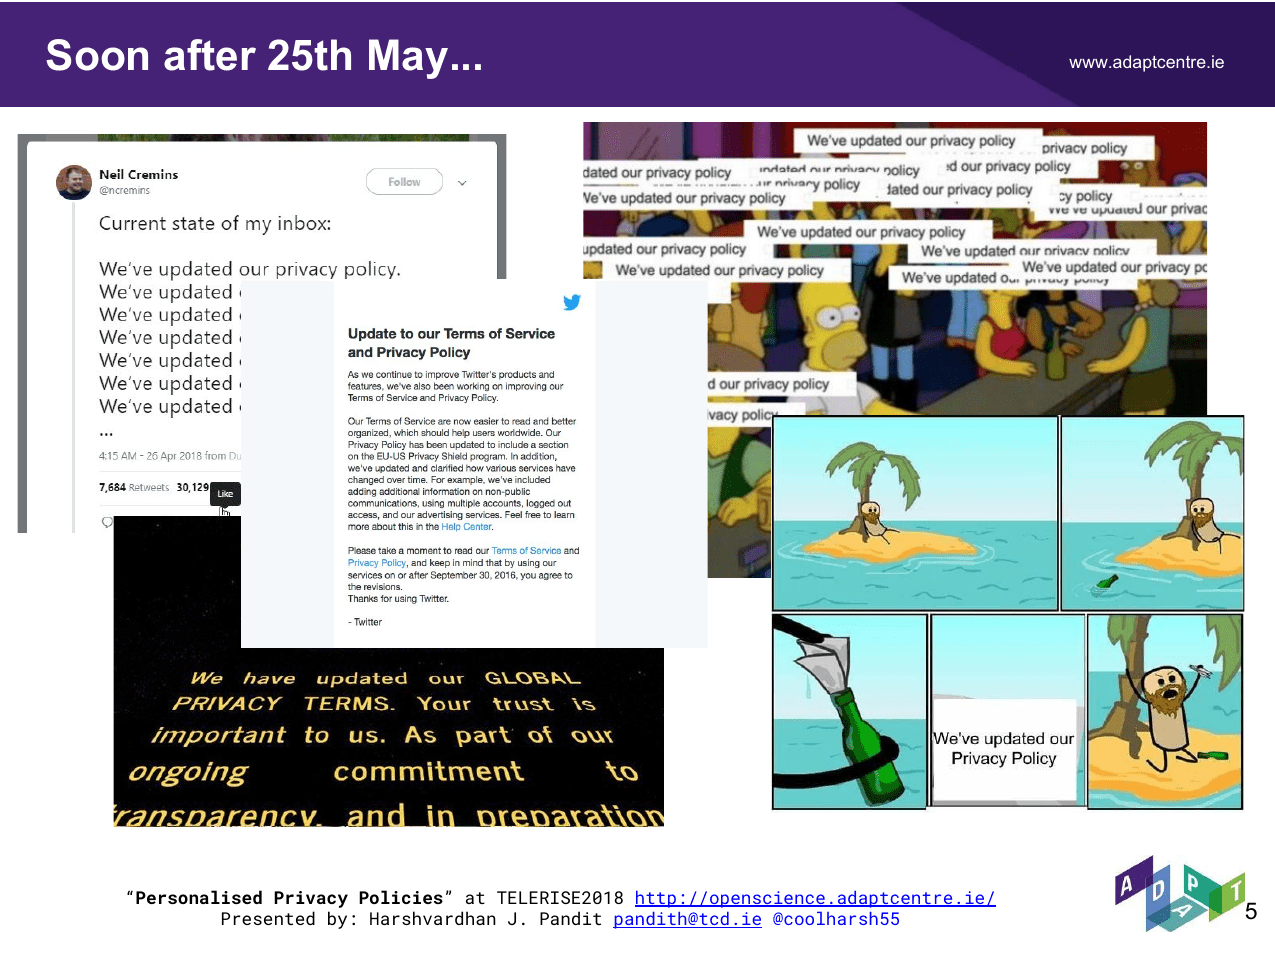 Soon after 25th May...
www.adaptcentre.ie
Neil Cremins
@ncremins
Follow
Current state of my inbox:
We've updated our privacy policy.
We've updated
We've updated
We've updated
We've updated
We've updated
We've updated
...
4:15 AM - 26 Apr 2018 from
7,684 Retweets 30,129
Like
Update to our Terms of Service
and Privacy Policy
As we continue to improve Twitter's products and
features, we've also been working on improving our
Terms of Service and Privacy Policy.
Our Terms of Service are now easier to read and better
organized, which should help users worldwide. Our
Privacy Policy has been updated to include a section
on the EU-US Privacy Shield program. In addition,
we've updated and clarified how various services have
changed over time. For example, we've included
adding additional information on non-public
communications, using multiple accounts, logged out
access, and our advertising services. Feel free to learn
more about this in the Help Center.
Please take a moment to read our Terms of Service and
Privacy Policy, and keep in mind that by using our
services on or after September 30, 2016, you agree to
the revisions.
Thanks for using Twitter.
- Twitter
We've updated our privacy policy
privacy policy
dated our privacy policy
updated our privacy policy
ed our privacy policy
ur privacy policy
dated our privacy policy
We've updated our privacy policy
cy policy
We've updated our privac
We've updated our privacy policy
updated our privacy policy
We've updated our privacy policy
We've updated our privacy policy
We've updated our privacy po
We've updated our privacy policy
d our privacy policy
ivacy policy
We have updated our GLOBAL
PRIVACY TERMS. Your trust is
important to us. As part of our
ongoing commitment to
transparency, and in preparation
We've updated our
Privacy Policy
“Personalised Privacy Policies” at TELERISE2018 http://openscience.adaptcentre.ie/
Presented by: Harshvardhan J. Pandit pandith@tcd.ie @coolharsh55
ADAPT
5